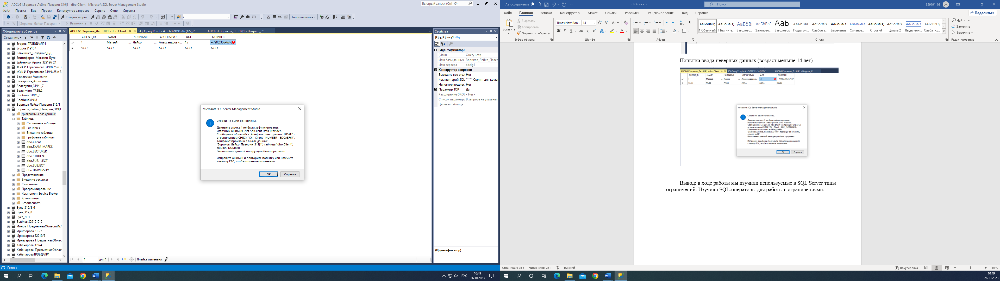 ADCLG1.Зориков_Лейко_Паверин_319|1 - dbo.Client - Microsoft SQL Server Management Studio
Быстрый запуск (Ctrl+Q)
Файл Правка Вид Проект Конструктор запросов Сервис Окно Справка
Создать запрос
Тип изменения
Зориков_Лейко_Паверин_ Выполнить
Обозреватель объектов
Соединить
Егоров_ТРЗБДИзЛР1
Егоров319107
Ельчищев_Создание_БД
Епитифоров_Магазин_Бутс
Ерёменко_Арина_329196_24
ЖУК И Герасимова 319/8 25 и 3
ЖУК И Герасимова 319/8 25 и 3_
Зажарская Ашихмин
Зажарская_Ашихмин
Зелепугин_319/1_7
Зелепугин_ТРЗБД
Злобина 319/1_8
Злобина31918
Зориков Лейко Паверин 319/1
Зориков_Лейко_Паверин_319|1
Диаграммы баз данных
Таблицы
Системные таблицы
FileTables
Внешние таблицы
Графовые таблицы
dbo.Client
dbo.EXAM_MARKS
dbo.LECTURER
dbo.STUDENT
dbo.SUBJ_LECT
dbo.SUBJECT
dbo.UNIVERSITY
Представления
Внешние ресурсы
Синонимы
Программирование
Компонент Service Broker
Хранилище
Безопасность
Зуев_319/8_6
Зуев_319_8
Зуев_ЛР1
Зыблев 3291910-9
Ионов_ПредметнаяОбластьИзЛ
Ирназарова 319/5
Ирназарова 32919/5
Ирназарова_ПредметнаяОблас
Кабачарова 319/4
Кабачарова_ПредметнаяОбласт
КабачароваТРЗБД/ЛР1
ADCLG1.Зориков_Ле...319|1 - dbo.Client SQLQuery11.sql - A...O\329191-16 (122))* ADCLG1.Зориков_Л...319|1 - Diagram_0*
CLIENT_ID NAME SURNAME OTCHESTVO AGE NUMBER
4 Матвей ... Лейко ... Александрови... 15 +7985)306-67-8
NULL NULL NULL NULL NULL NULL
Microsoft SQL Server Management Studio
Строки не были обновлены.
Данные в строке 1 не были зафиксированы.
Источник ошибки: .Net SqlClient Data Provider.
Сообщение об ошибке: Конфликт инструкции UPDATE с
ограничением CHECK "CK__Client__NUMBER__5DCAEF64".
Конфликт произошел в базе данных
"Зориков_Лейко_Паверин_319|1", таблица "dbo.Client",
column 'NUMBER'.
Выполнение данной инструкции было прервано.
Исправьте ошибки и повторите попытку или нажмите
клавишу ESC, чтобы отменить изменения.
OK Справка
1 для 1 Ячейка изменена.
Свойства
[Qry] Query1.dtq
(Идентификатор)
(Имя) Query1.dtq
Имя базы данных Зориков_Лейко_Павер
Имя сервера adclg1
Конструктор запросов
Выводить все стол Нет
Комментарий SQL ***** Скрипт для кома
Неповторяющиес Нет
Параметр TOP Да
Расширение GROU <Нет>
Список параметро В запросе не указаны
Целевая таблица
(Идентификатор)
Готово
РУС
10:49
26.10.2023
Автосохранение
ЛР3.docx
Поиск
329191-16
Файл Главная Вставка Конструктор Макет Ссылки Рассылки Рецензирование Вид Справка
Поделиться
Вставить
Вырезать
Копировать
Формат по образцу
Буфер обмена
Times New Ron 14
Ж К Ч
Шрифт
Абзац
АаБбВвГг, АаБбВвГг, АаБбВі АаБбВвГ АаБ АаБбВвГ АаБбВвГг АаБбВвГг АаБбВвГг АаБбВвГг, АаБбВвГг АаБбВвГг АаБбВвГг,
¶ Обычный ¶ Без инте... Заголово... Заголово... Заголовок Подзагол... Слабое в... Выделение Сильное... Строгий Цитата 2 Выделенн... Слабая сс...
Стили
Найти
Заменить
Выделить
Редактирование
Попытка ввода неверных данных (возраст меньше 14 лет)
ADCLG1.Зориков_Ле...319|1 - dbo.Client SQLQuery11.sql - A...O\329191-16 (122))* ADCLG1.Зориков_Л...319|1 - Diagram_0*
CLIENT_ID NAME SURNAME OTCHESTVO AGE NUMBER
4 Матвей ... Лейко ... Александрови... 13 +7(985)306-67-87
NULL NULL NULL NULL NULL NULL
Microsoft SQL Server Management Studio
Строки не были обновлены.
Данные в строке 1 не были зафиксированы.
Источник ошибки: .Net SqlClient Data Provider.
Сообщение об ошибке: Конфликт инструкции UPDATE с
ограничением CHECK "CK__Client__AGE__5CD6CB2B".
Конфликт произошел в базе данных
"Зориков_Лейко_Паверин_319|1", таблица "dbo.Client",
column 'AGE'.
Выполнение данной инструкции было прервано.
Исправьте ошибки и повторите попытку или нажмите
клавишу ESC, чтобы отменить изменения.
OK Справка
Вывод: в ходе работы мы изучили используемые в SQL Server типы
ограничений. Изучили SQL-операторы для работы с ограничениями.
Страница 6 из 6 Число слов: 281 русский
Фокусировка
110 %
10:49
26.10.2023